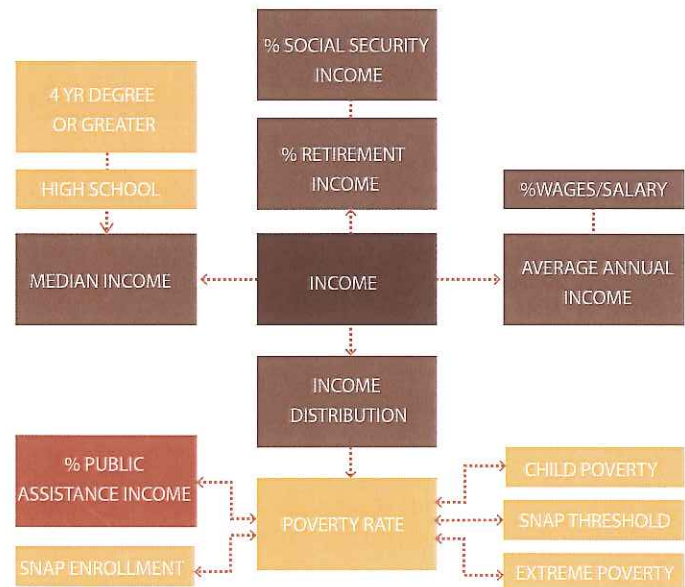 % SOCIAL SECURITY
INCOME
4 YR DEGREE
OR GREATER
% RETIREMENT
INCOME
HIGH SCHOOL
%WAGES/SALARY
MEDIAN INCOME
INCOME
AVERAGE ANNUAL
INCOME
INCOME
DISTRIBUTION
% PUBLIC
ASSISTANCE INCOME
CHILD POVERTY
POVERTY RATE
SNAP THRESHOLD
SNAP ENROLLMENT
EXTREME POVERTY